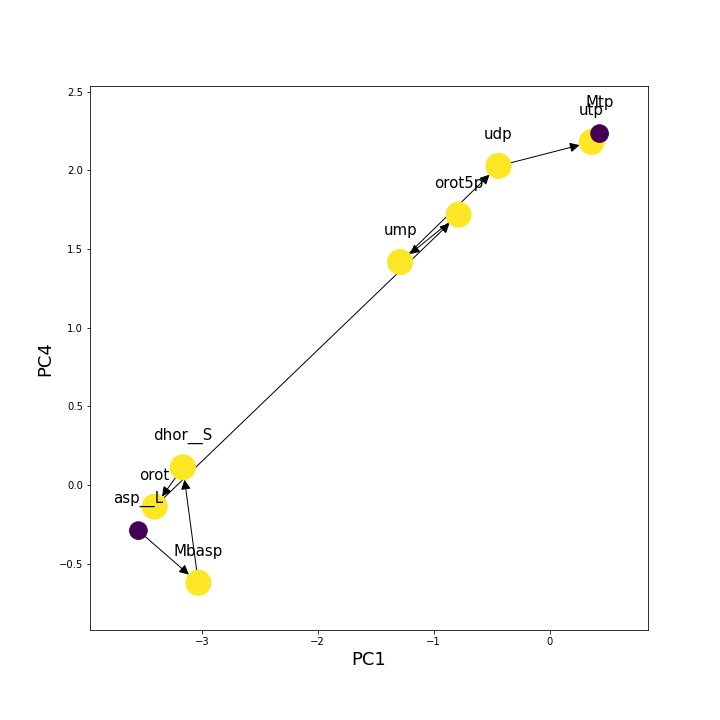 2.5
2.0
1.5
1.0
0.5
0.0
−0.5
−3
−2
−1
0
PC1
PC4
Mtp
utp
udp
orot5p
ump
dhor__S
orot
asp__L
Mbasp